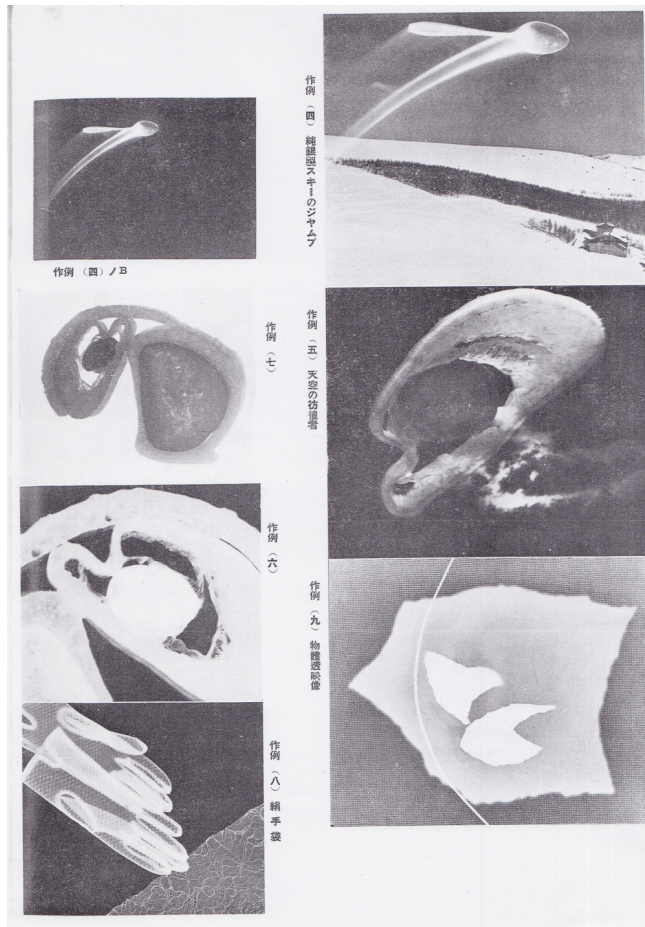 作例（四）純銀製スキーのジヤムプ
作例（四）ノB
作例（五）天空の彷徨者
作例（七）
作例（六）
作例（九）物體透映像
作例（八）絹手袋